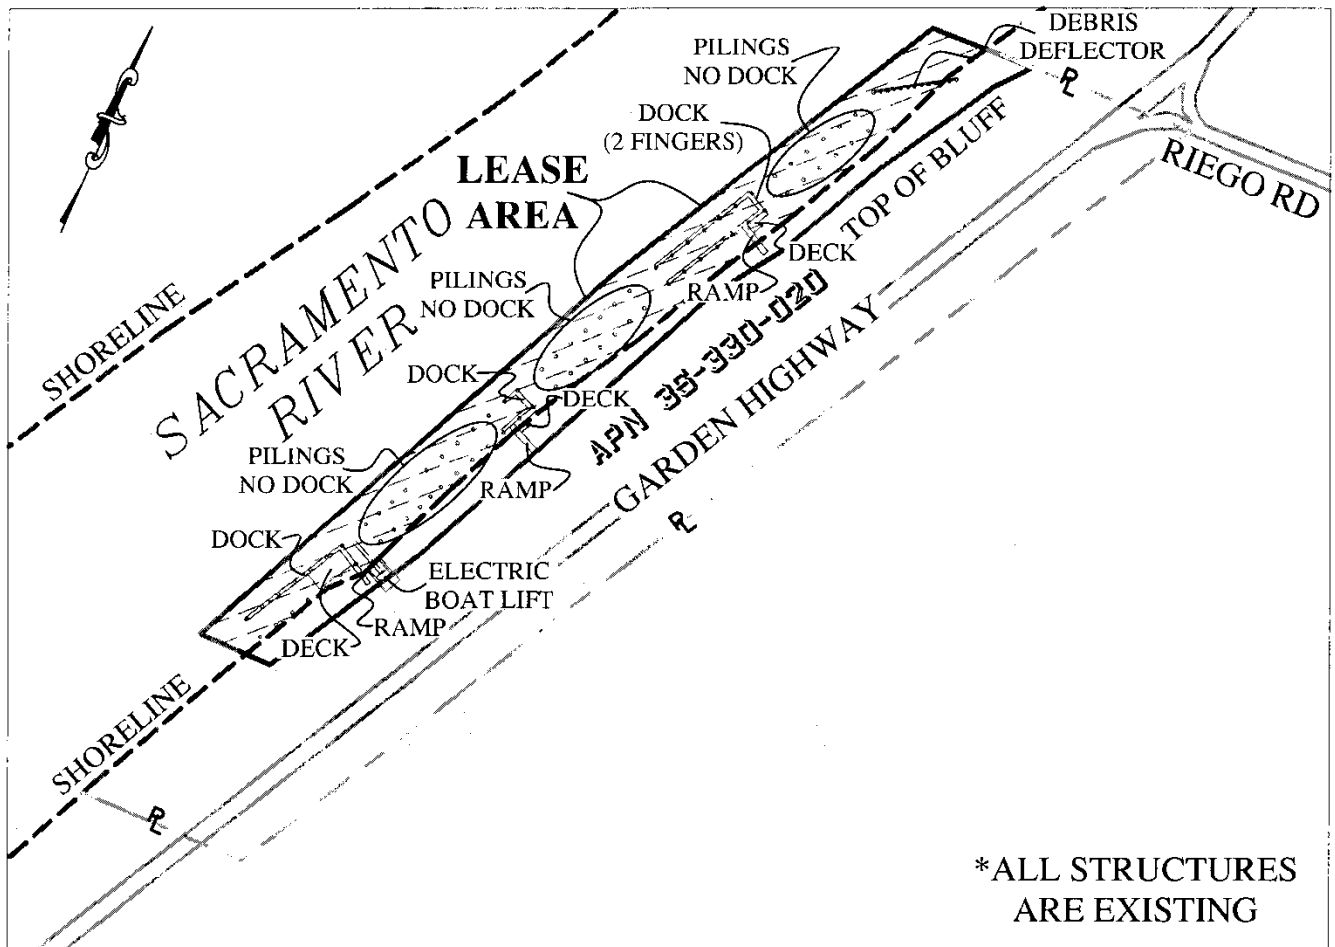 DEBRIS
DEFLECTOR
PILINGS
NO DOCK
DOCK
(2 FINGERS)
LEASE
AREA
TOP OF BLUFF
RIEGO RD
SHORELINE
SACRAMENTO
RIVER
PILINGS
NO DOCK
DECK
RAMP
DOCK
DECK
APN 35-330-020
GARDEN HIGHWAY
PILINGS
NO DOCK
RAMP
DOCK
ELECTRIC
BOAT LIFT
RAMP
DECK
SHORELINE
*ALL STRUCTURES
ARE EXISTING